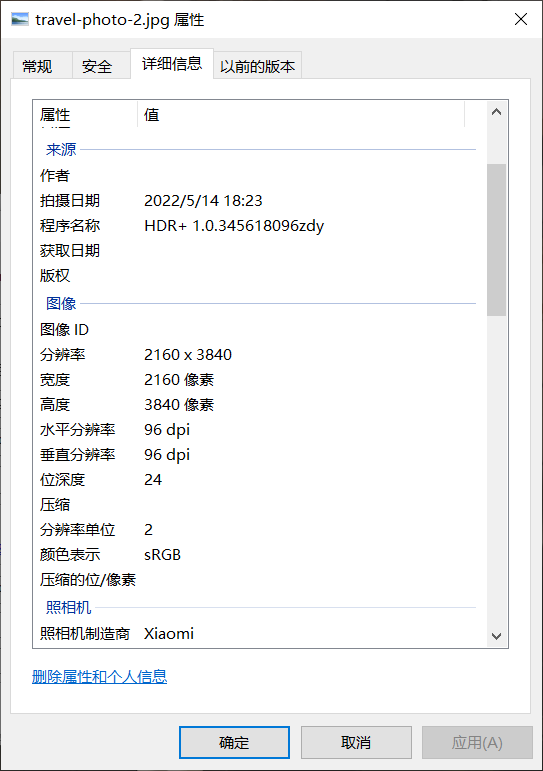 travel-photo-2.jpg 属性
常规 安全 详细信息 以前的版本
属性 值
来源
作者
拍摄日期 2022/5/14 18:23
程序名称 HDR+ 1.0.345618096zdy
获取日期
版权
图像
图像 ID
分辨率 2160 x 3840
宽度 2160 像素
高度 3840 像素
水平分辨率 96 dpi
垂直分辨率 96 dpi
位深度 24
压缩
分辨率单位 2
颜色表示 sRGB
压缩的位/像素
照相机
照相机制造商 Xiaomi
删除属性和个人信息
确定 取消 应用(A)